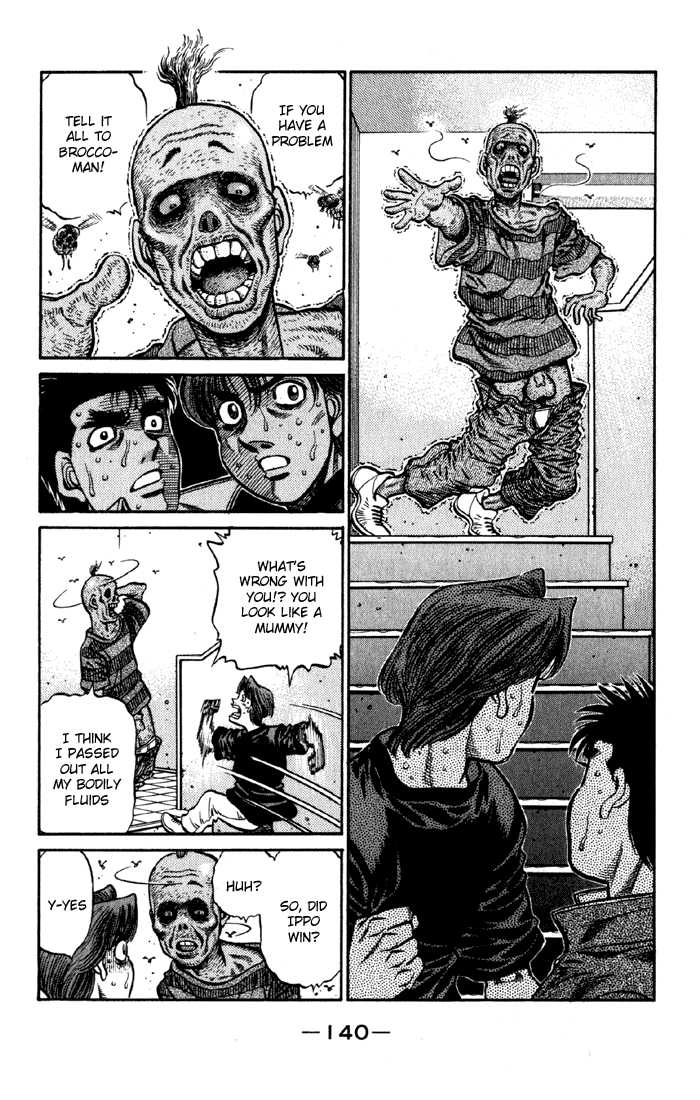 IF YOU
HAVE A
PROBLEM
TELL IT
ALL TO
BROCCO-
MAN!
WHAT'S
WRONG WITH
YOU!? YOU
LOOK LIKE A
MUMMY!
I THINK
I PASSED
OUT ALL
MY BODILY
FLUIDS
HUH?
SO, DID
IPPO
WIN?
Y-YES
—140—